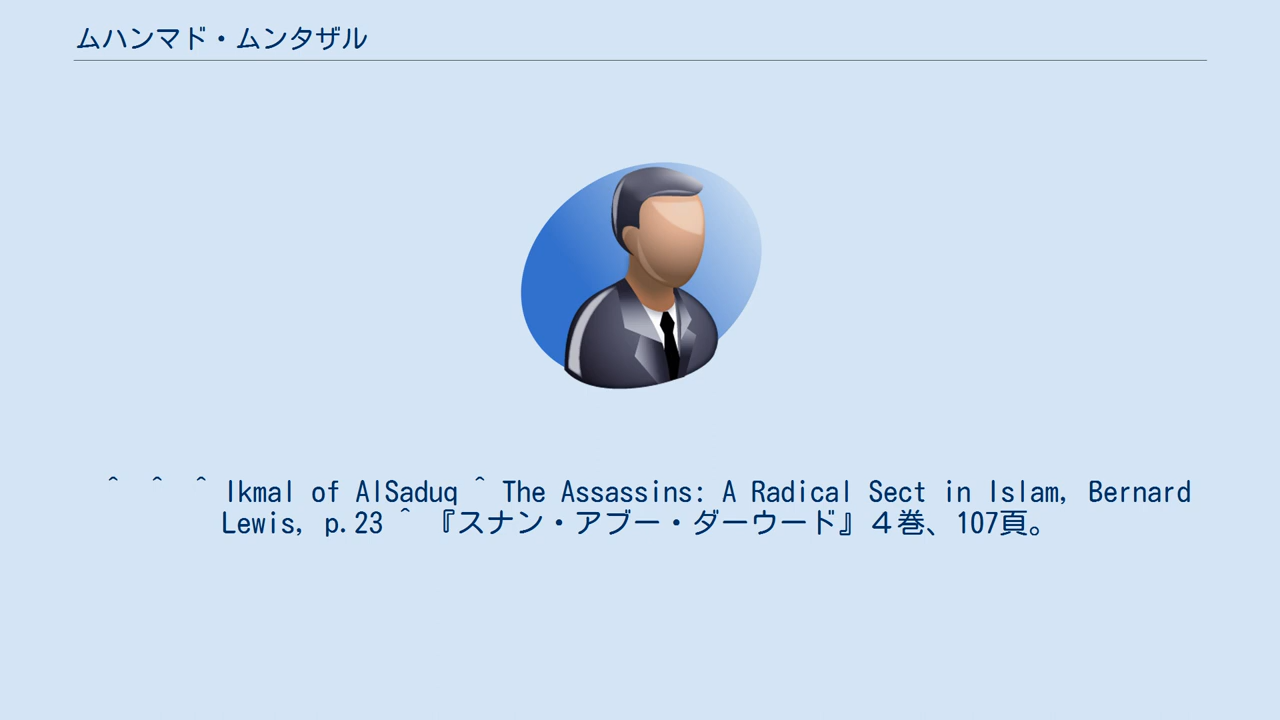 ムハンマド・ムンタザル
^ ^ ^ Ikmal of AlSaduq ^ The Assassins: A Radical Sect in Islam, Bernard
Lewis, p.23 ^ 『スナン・アブー・ダーウード』４巻、107頁。